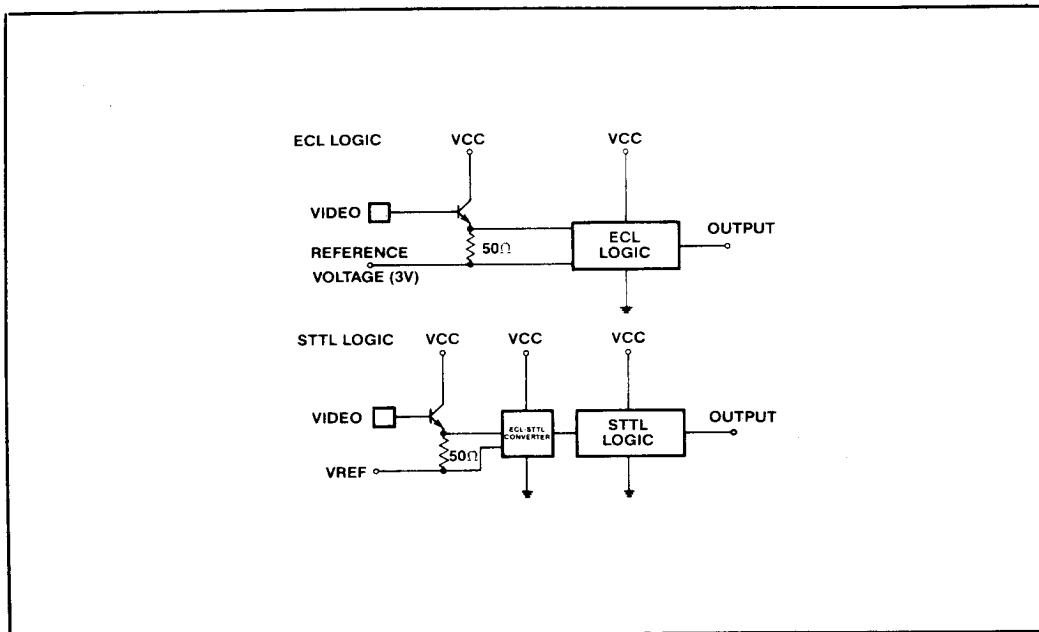 ECL LOGIC VCC VCC
VIDEO
ECL
LOGIC
OUTPUT
50Ω
REFERENCE
VOLTAGE (3V)
STTL LOGIC VCC VCC VCC
VIDEO
ECL-STTL
CONVERTER
STTL
LOGIC
OUTPUT
50Ω
VREF